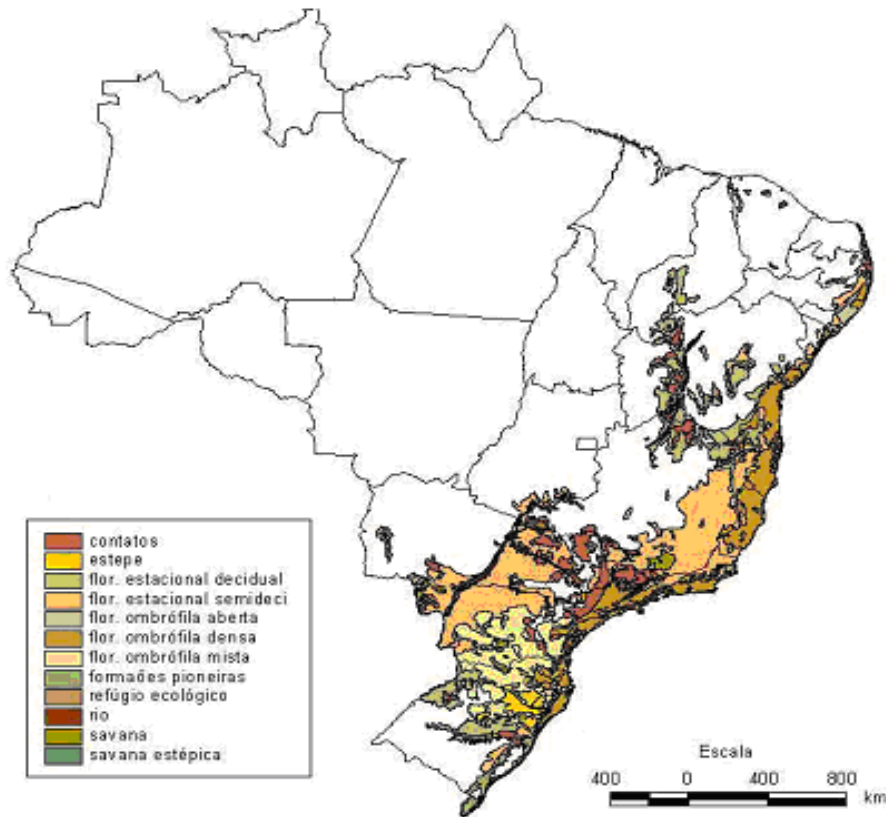 contatos
estepe
flor. estacional decidual
flor. estacional semideci
flor. ombrófila aberta
flor. ombrófila densa
flor. ombrófila mista
formaões pioneiras
refúgio ecológico
rio
savana
savana estépica
Escala
400 0 400 800
km